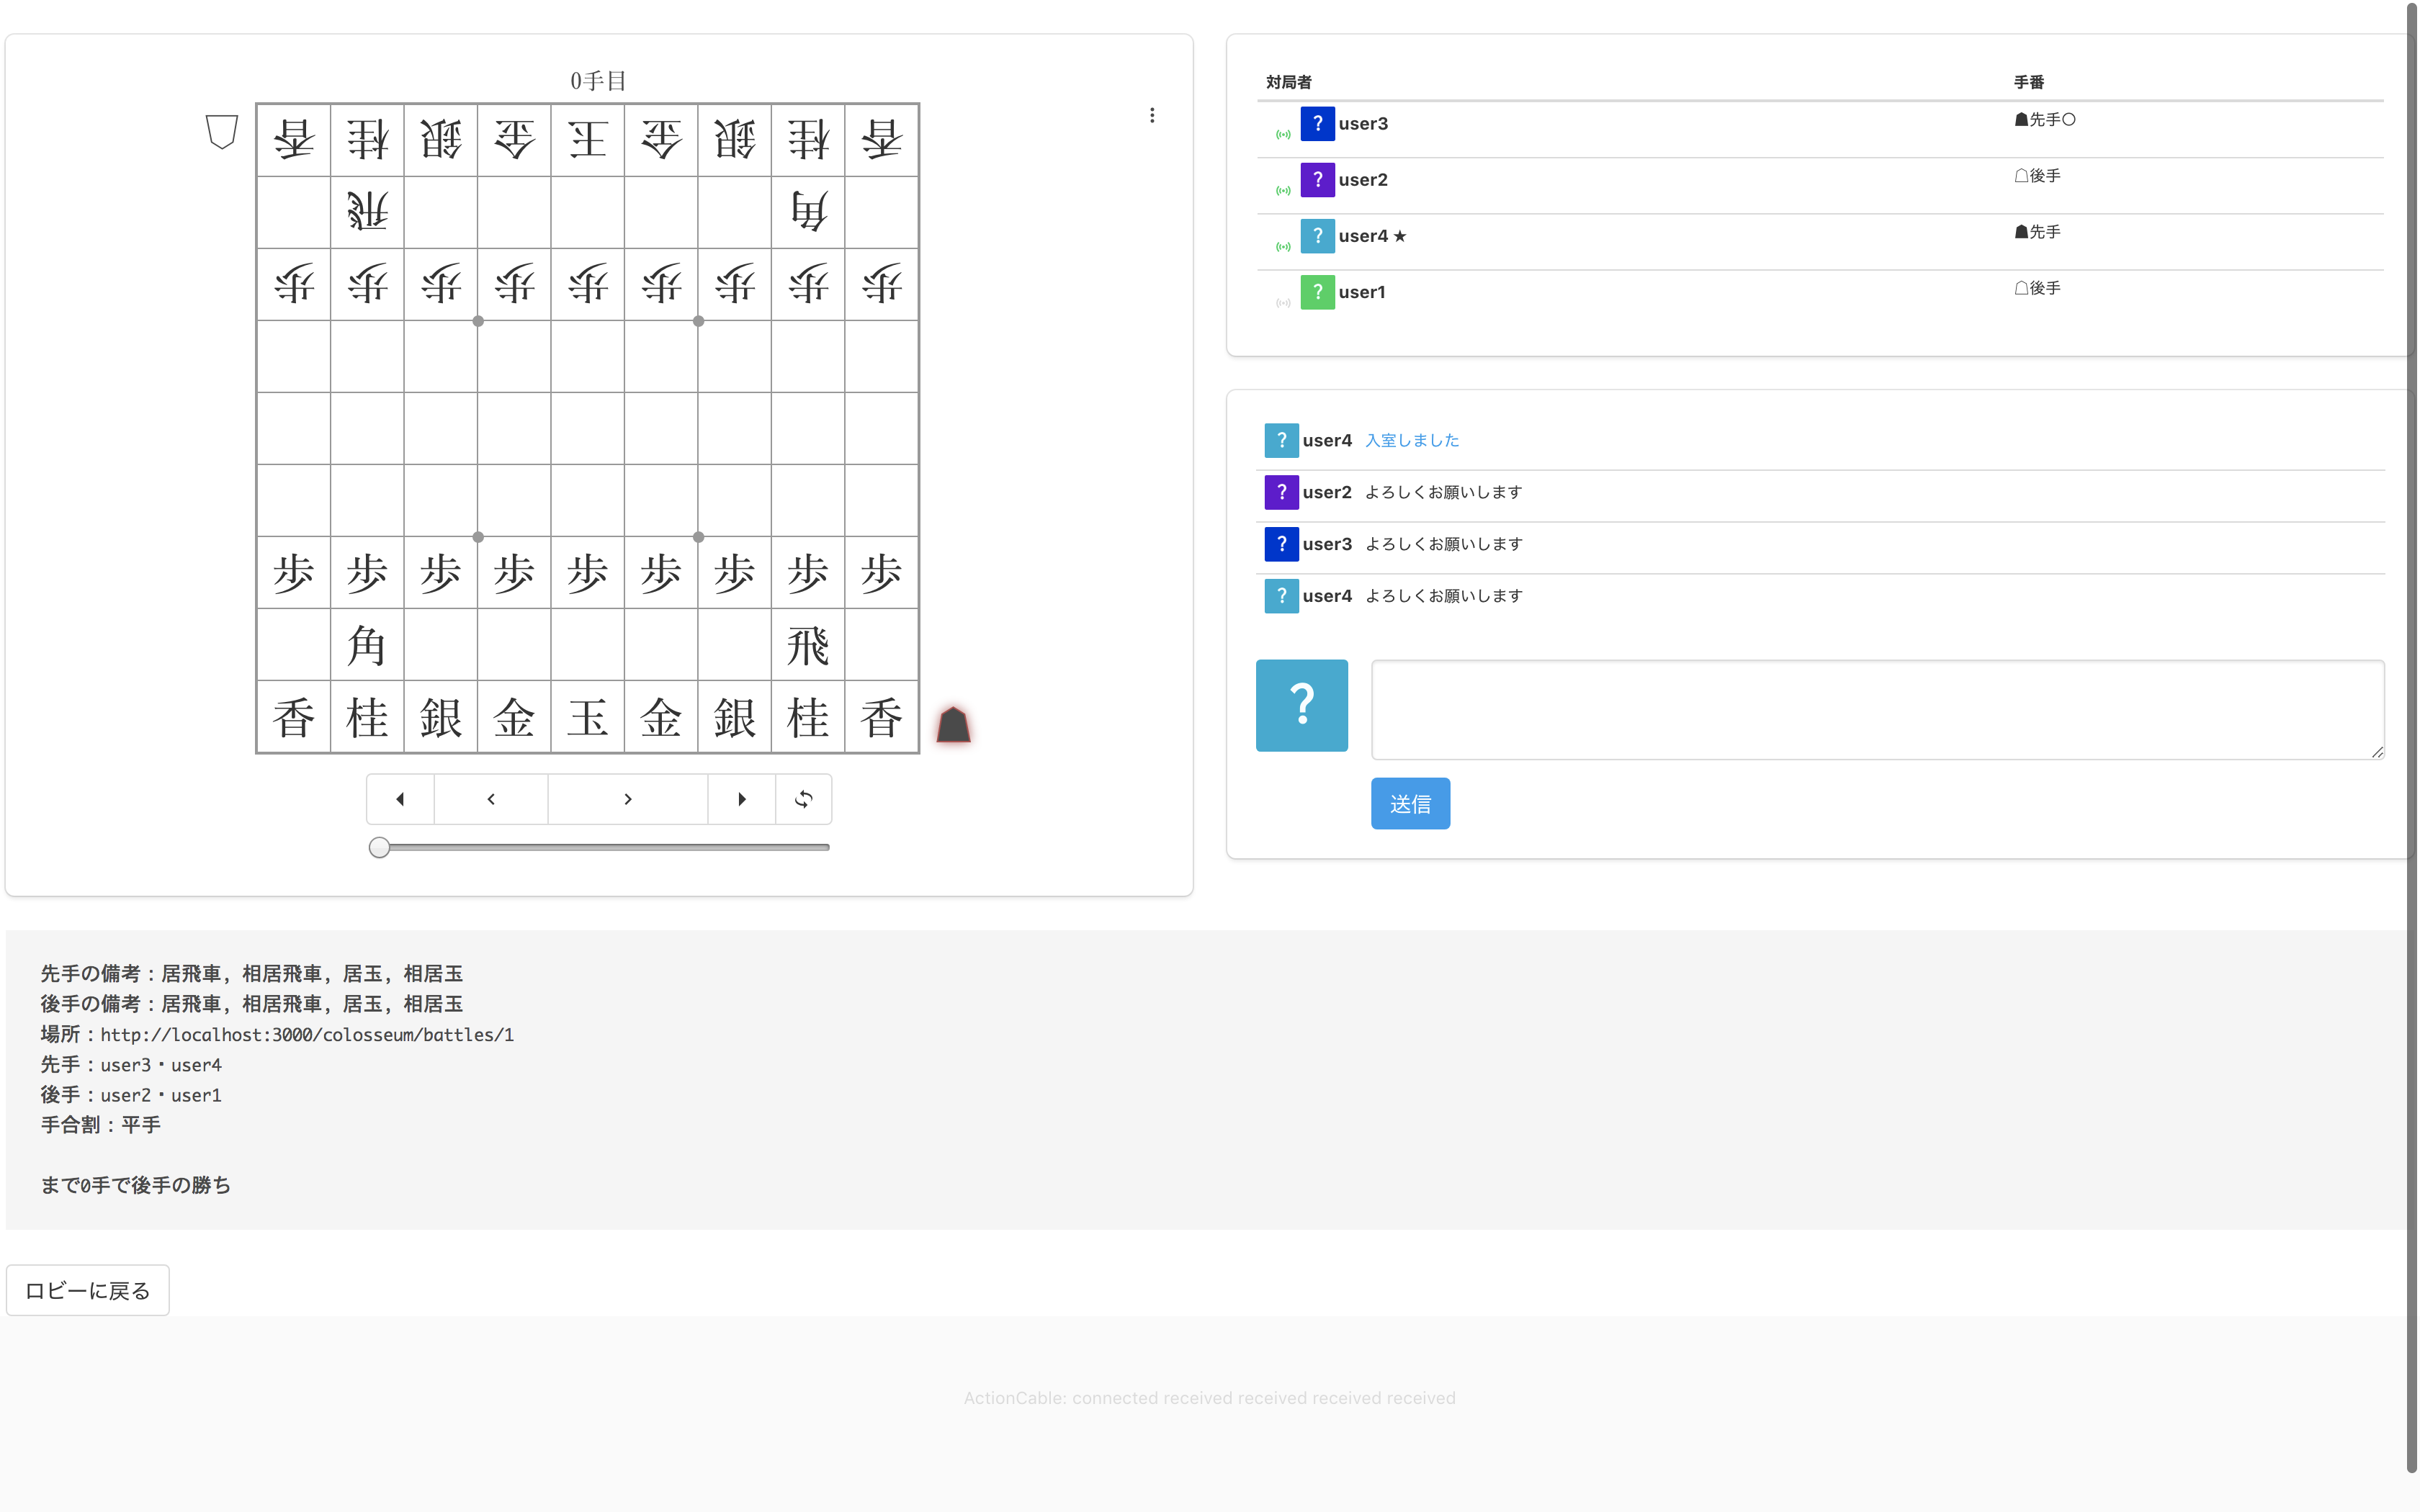 0手目
香桂銀金王金銀桂香
飛角
歩歩歩歩歩歩歩歩歩
歩歩歩歩歩歩歩歩歩
角飛
香桂銀金玉金銀桂香
対局者 手番
? user3 ☗先手○
? user2 ☖後手
? user4 ★ ☗先手
? user1 ☖後手
? user4 入室しました
? user2 よろしくお願いします
? user3 よろしくお願いします
? user4 よろしくお願いします
?
送信
先手の備考：居飛車, 相居飛車, 居玉, 相居玉
後手の備考：居飛車, 相居飛車, 居玉, 相居玉
場所：http://localhost:3000/colosseum/battles/1
先手：user3・user4
後手：user2・user1
手合割：平手
まで0手で後手の勝ち
ロビーに戻る
ActionCable: connected received received received received